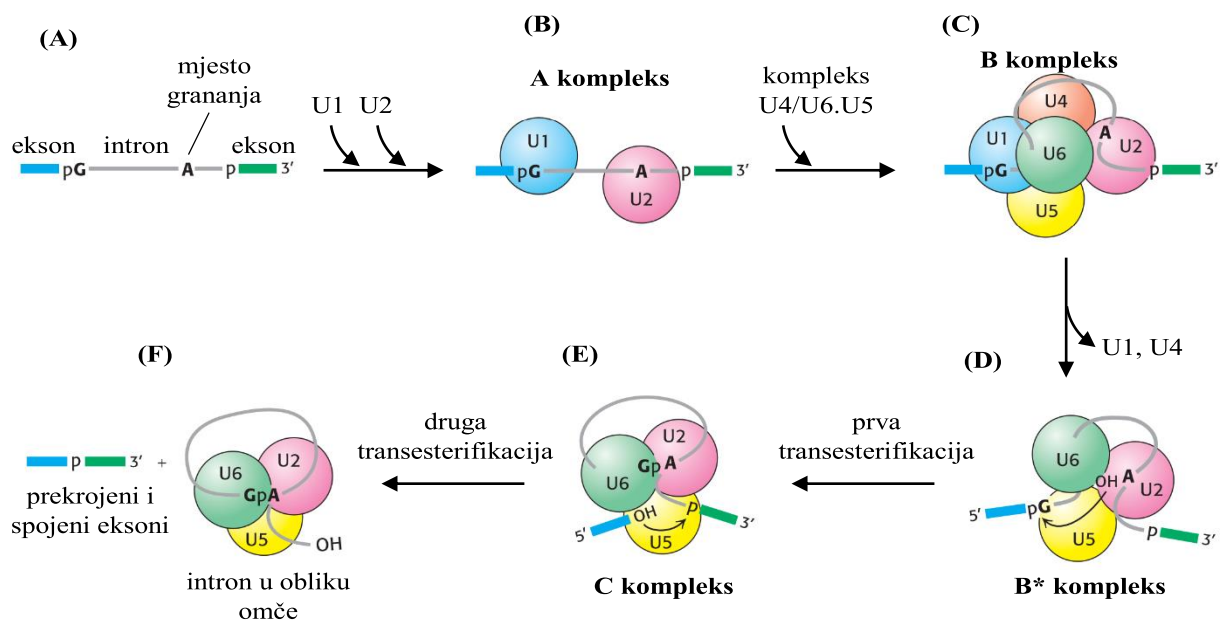 (A)
mjesto
grananja
ekson
intron
ekson
pG
A
p
3′
U1 U2
(B)
A kompleks
U1
pG
A
U2
p
3′
kompleks
U4/U6.U5
(C)
B kompleks
U4
U1
U6
A
U2
pG
p
3′
U5
U1, U4
(D)
U6
OH
A
U2
5′
pG
U5
p
3′
B* kompleks
prva
transesterifikacija
(E)
U2
GpA
U6
OH
p
5′
U5
3′
C kompleks
druga
transesterifikacija
(F)
U6
U2
GpA
U5
OH
intron u obliku
omče
p
3′ +
prekrojeni i
spojeni eksoni